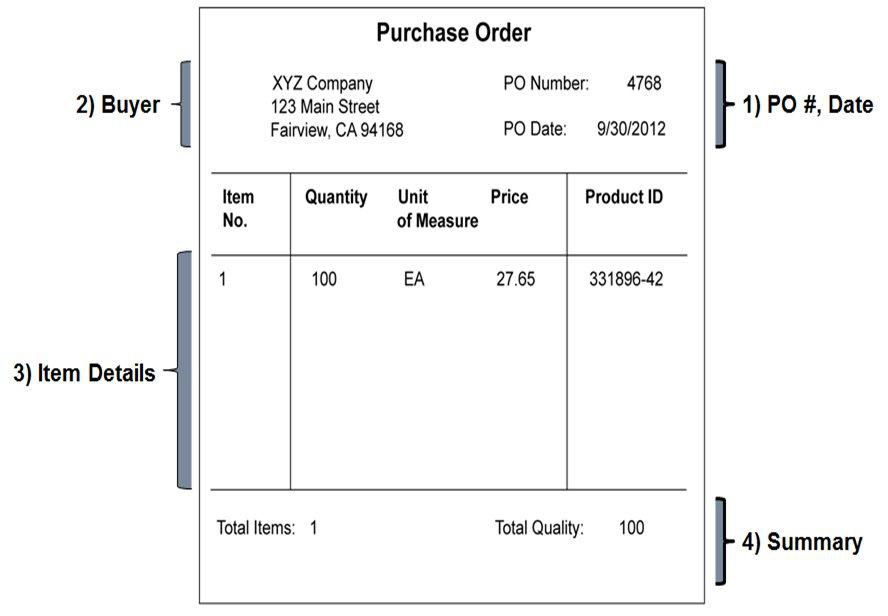 Purchase Order
2) Buyer
XYZ Company
123 Main Street
Fairview, CA 94168
PO Number: 4768
PO Date: 9/30/2012
1) PO #, Date
Item No. Quantity Unit of Measure Price Product ID
3) Item Details
1 100 EA 27.65 331896-42
Total Items: 1 Total Quality: 100
4) Summary